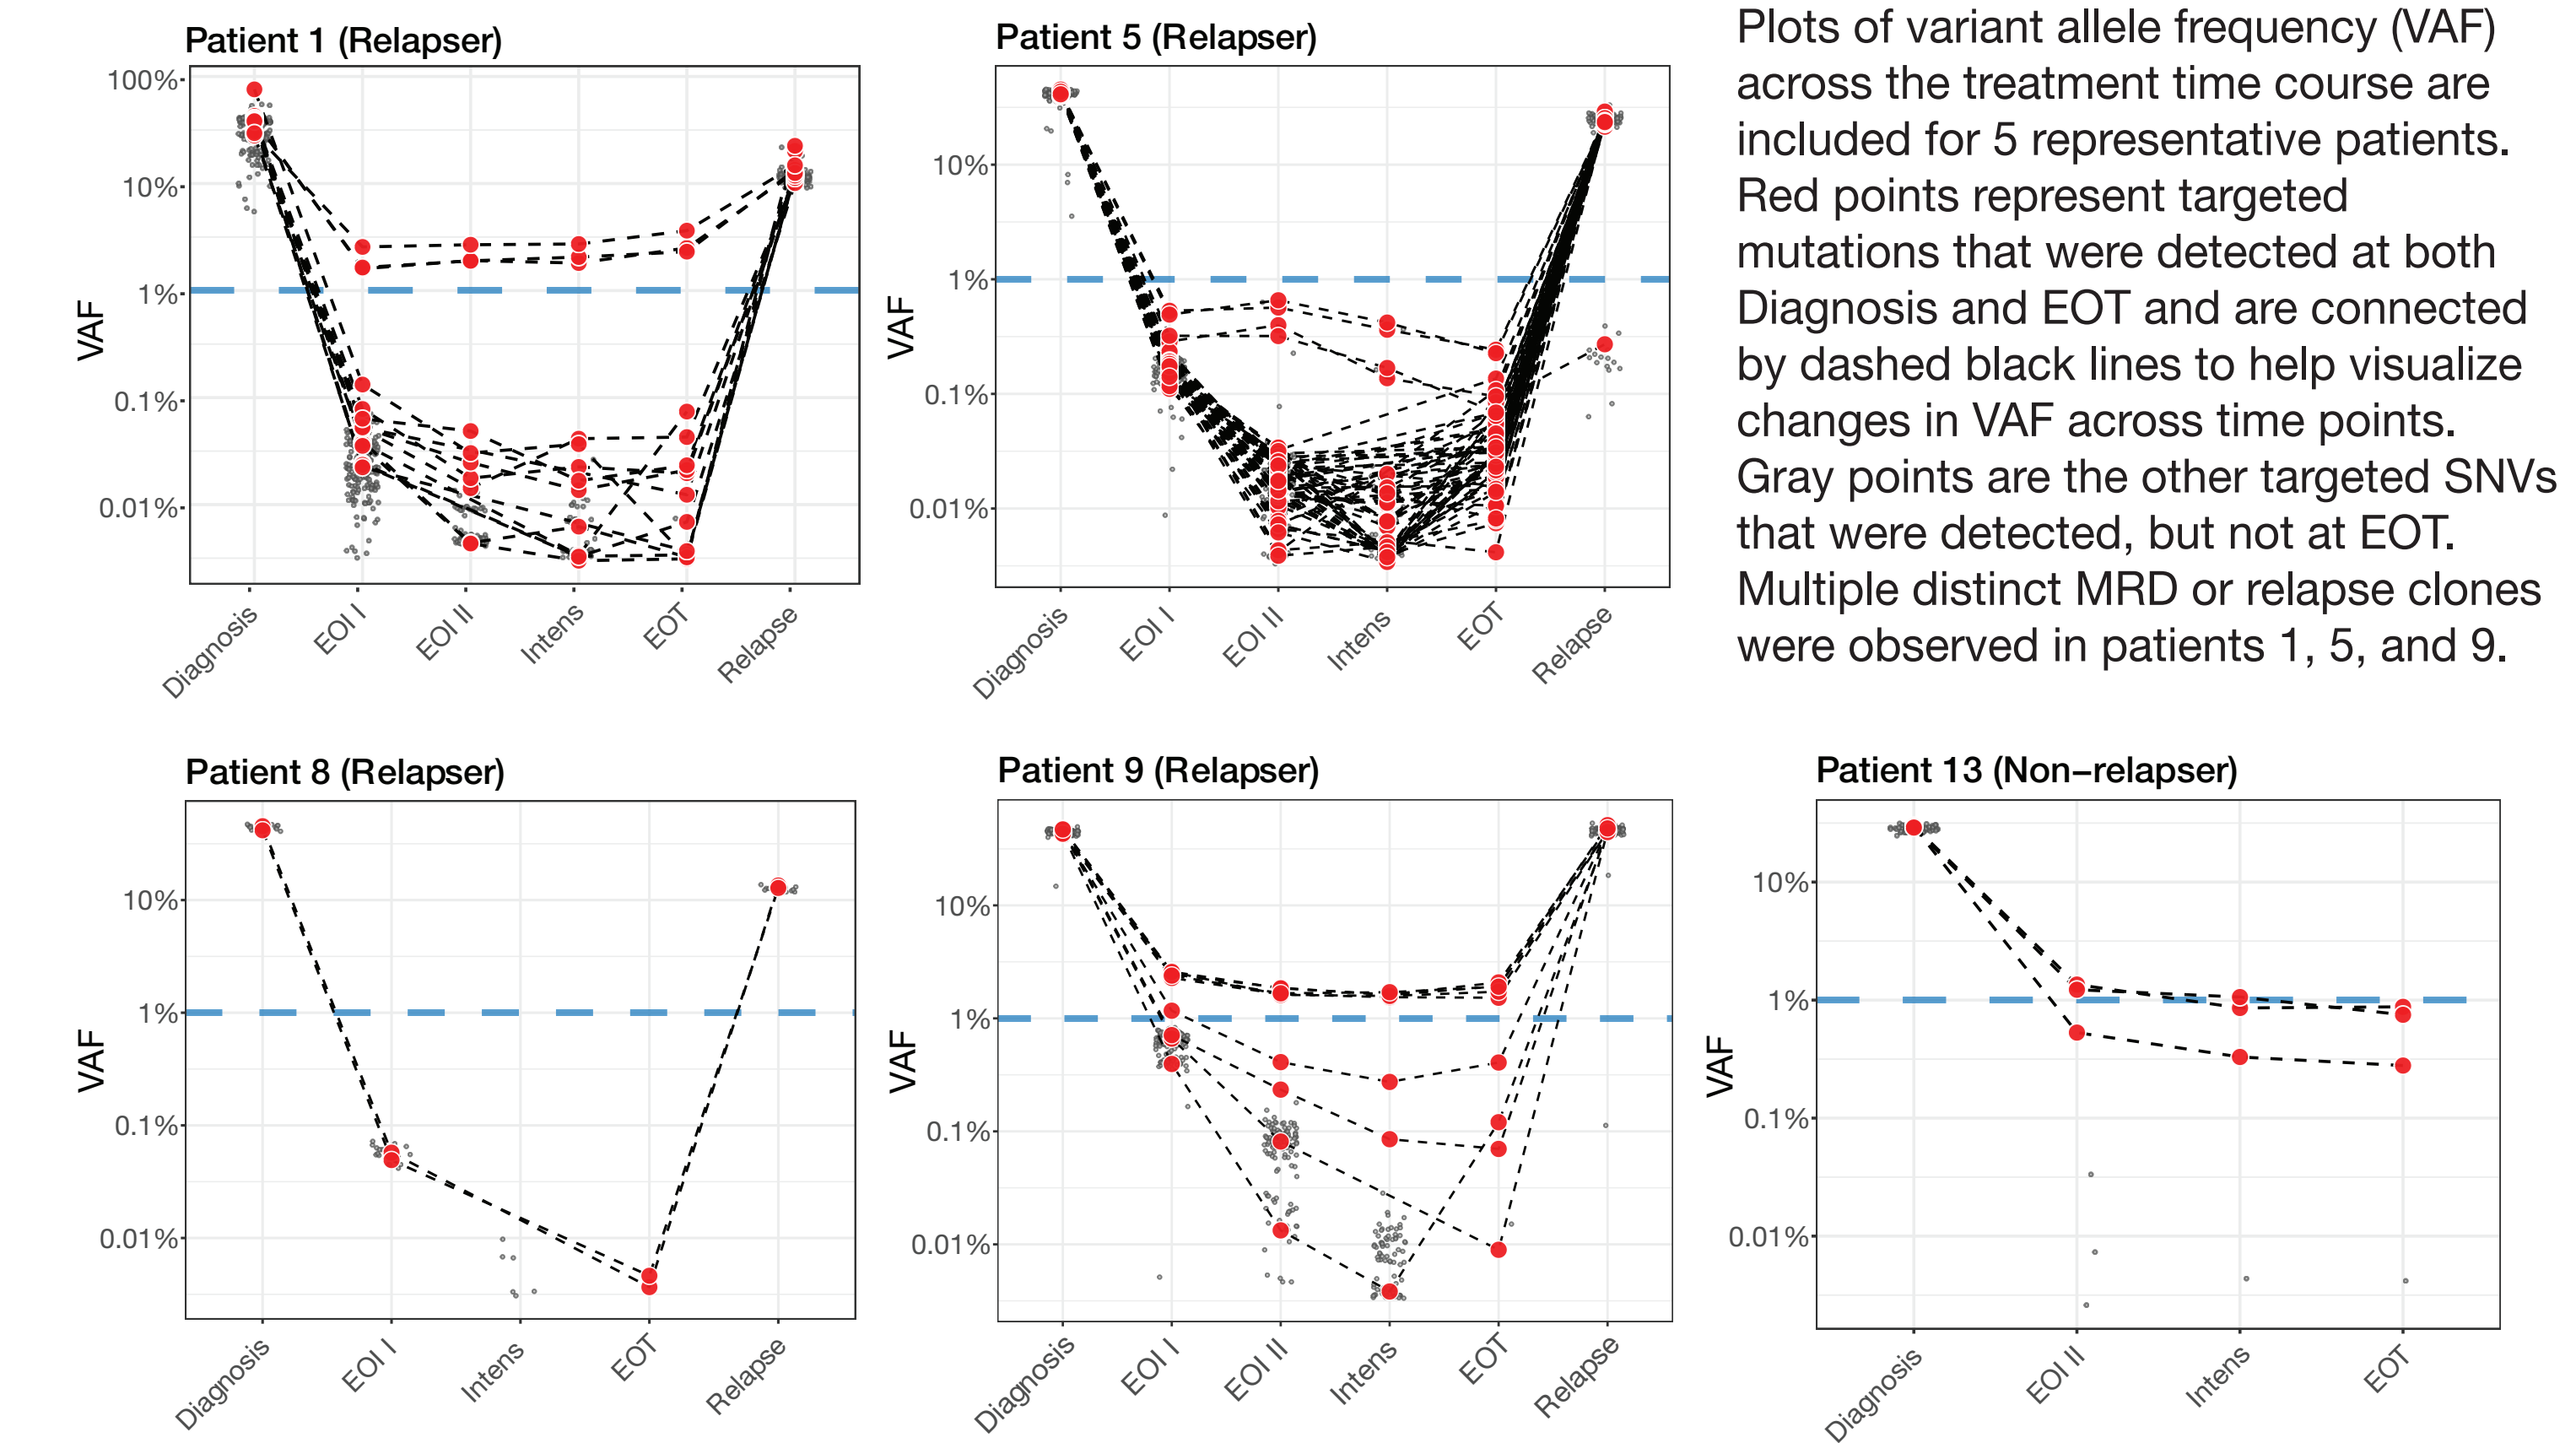 Patient 1 (Relapser)
100%
10%
1%
0.1%
0.01%
VAF
Diagnosis
EOI I
EOI II
Intens
EOT
Relapse
Patient 5 (Relapser)
10%
1%
0.1%
0.01%
VAF
Diagnosis
EOI I
EOI II
Intens
EOT
Relapse
Plots of variant allele frequency (VAF)
across the treatment time course are
included for 5 representative patients.
Red points represent targeted
mutations that were detected at both
Diagnosis and EOT and are connected
by dashed black lines to help visualize
changes in VAF across time points.
Gray points are the other targeted SNVs
that were detected, but not at EOT.
Multiple distinct MRD or relapse clones
were observed in patients 1, 5, and 9.
Patient 8 (Relapser)
10%
1%
0.1%
0.01%
VAF
Diagnosis
EOI I
Intens
EOT
Relapse
Patient 9 (Relapser)
10%
1%
0.1%
0.01%
VAF
Diagnosis
EOI I
EOI II
Intens
EOT
Relapse
Patient 13 (Non−relapser)
10%
1%
0.1%
0.01%
VAF
Diagnosis
EOI II
Intens
EOT